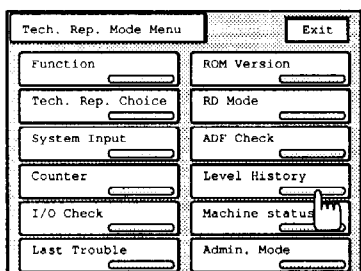 Tech. Rep. Mode Menu
Exit
Function
ROM Version
Tech. Rep. Choice
RD Mode
System Input
ADF Check
Counter
Level History
I/O Check
Machine status
Last Trouble
Admin. Mode